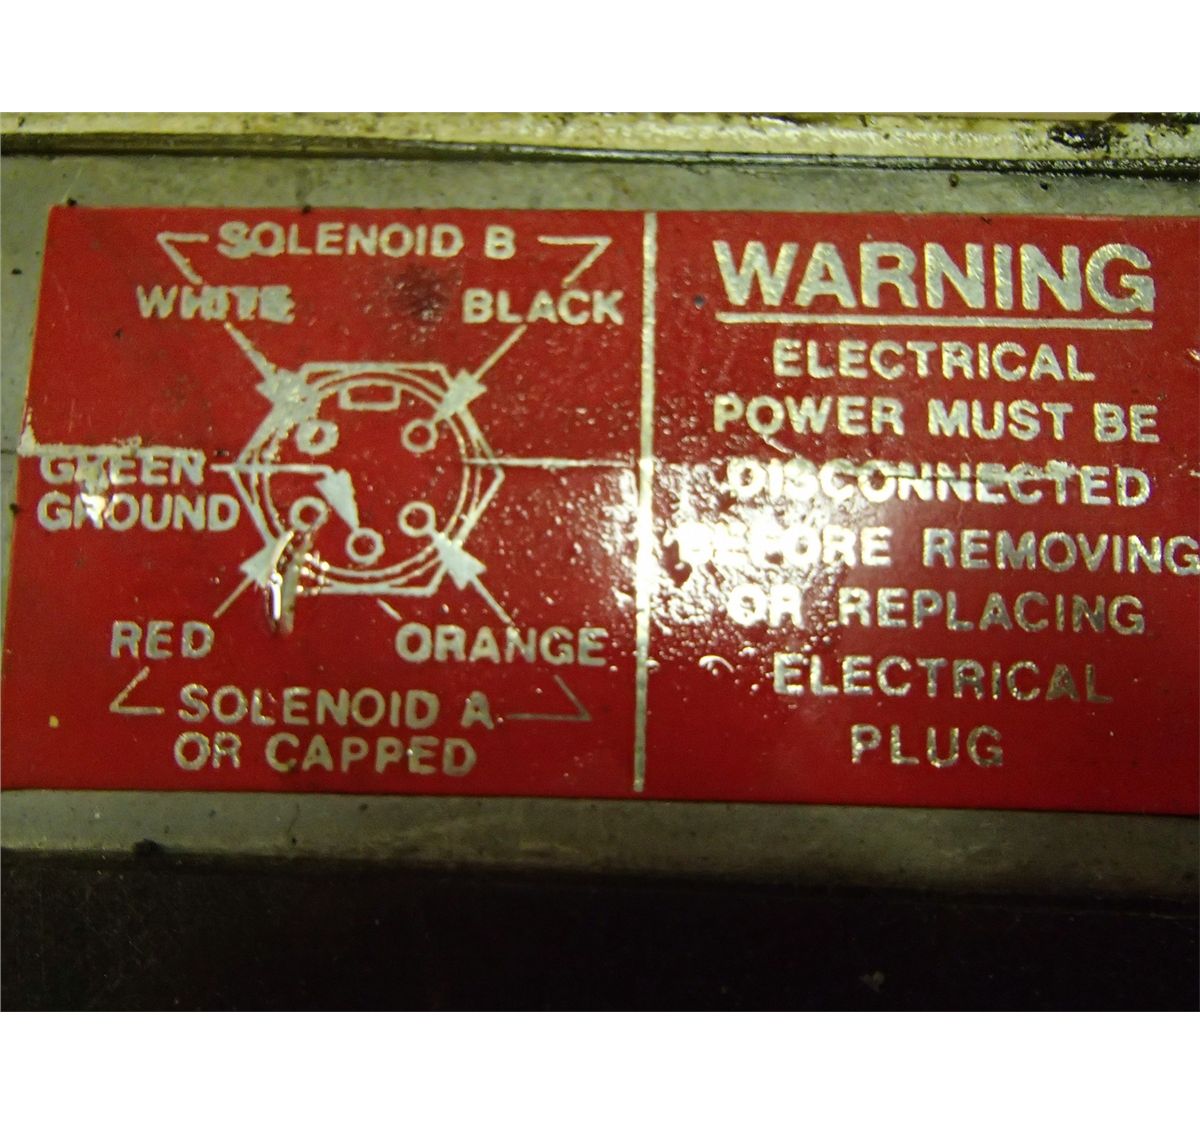 SOLENOID B
WHITE
BLACK
GREEN
GROUND
RED
ORANGE
SOLENOID A
OR CAPPED
WARNING
ELECTRICAL
POWER MUST BE
DISCONNECTED
BEFORE REMOVING
OR REPLACING
ELECTRICAL
PLUG